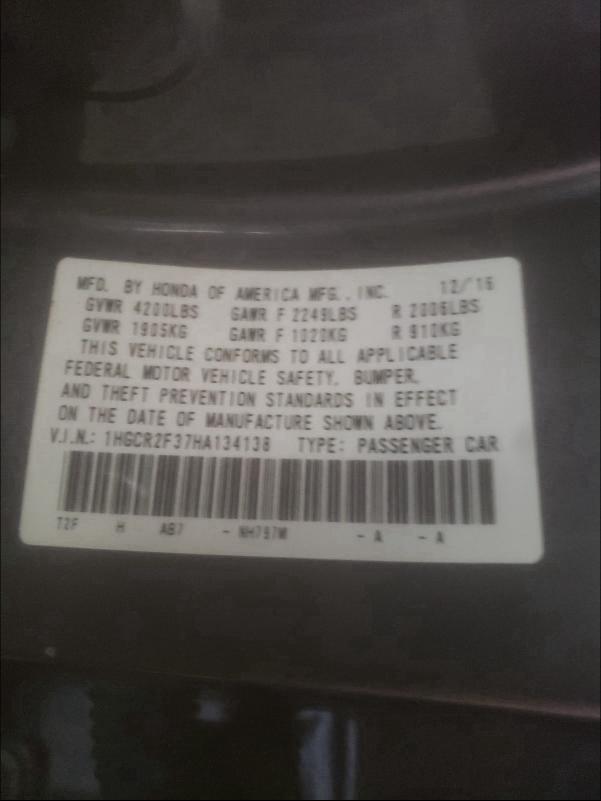 MFD. BY HONDA OF AMERICA MFG., INC. 12/16
GVWR 4200LBS GAWR F 2249LBS R 2006LBS
GVWR 1905KG GAWR F 1020KG R 910KG
THIS VEHICLE CONFORMS TO ALL APPLICABLE
FEDERAL MOTOR VEHICLE SAFETY, BUMPER,
AND THEFT PREVENTION STANDARDS IN EFFECT
ON THE DATE OF MANUFACTURE SHOWN ABOVE.
V.I.N.: 1HGCR2F37HA134138 TYPE: PASSENGER CAR
T2F H AB7 - NH797M - A - A